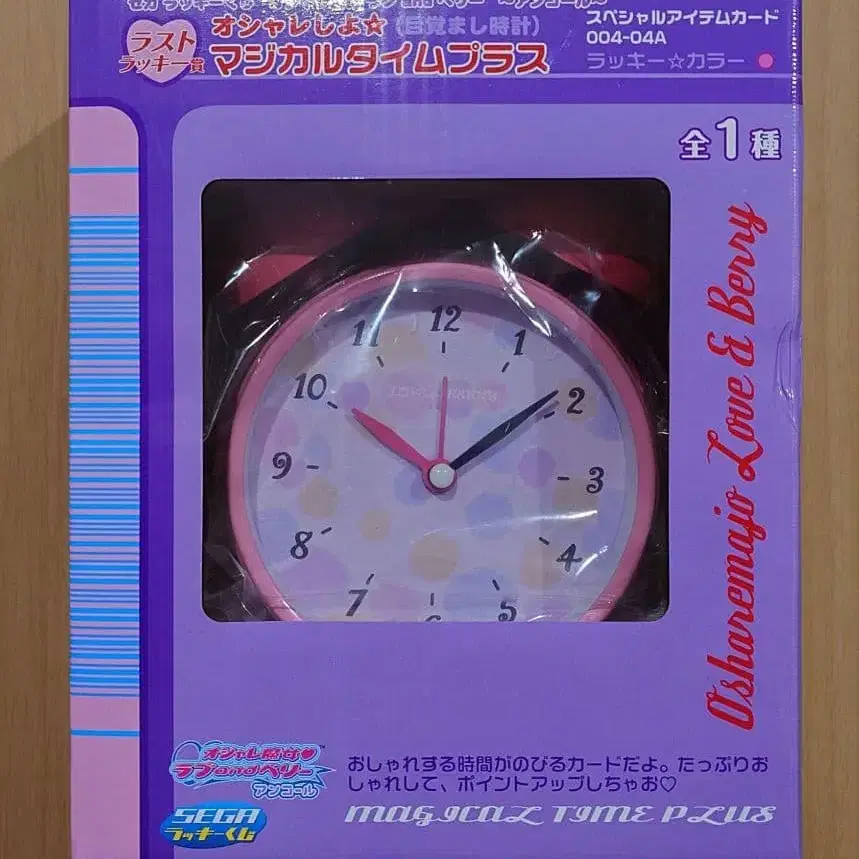 ラスト
ラッキー賞
オシャレしよ☆(目覚まし時計)
マジカルタイムプラス
スペシャルアイテムカード
004-04A
ラッキー☆カラー
全1種
12
11
1
10
2
9
3
8
4
7
5
6
Osharemajo Love & Berry
オシャレ魔女♥
ラブandベリー
アンコール
SEGA
ラッキーくじ
おしゃれする時間がのびるカードだよ。たっぷりお
しゃれして、ポイントアップしちゃお♡
MAGICAL TIME PLUS